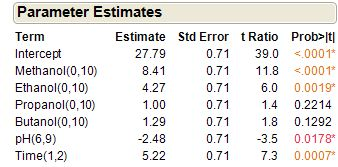 Parameter Estimates
Term Estimate Std Error t Ratio Prob>|t|
Intercept 27.79 0.71 39.0 <.0001*
Methanol(0,10) 8.41 0.71 11.8 <.0001*
Ethanol(0,10) 4.27 0.71 6.0 0.0019*
Propanol(0,10) 1.00 0.71 1.4 0.2214
Butanol(0,10) 1.29 0.71 1.8 0.1292
pH(6,9) -2.48 0.71 -3.5 0.0178*
Time(1,2) 5.22 0.71 7.3 0.0007*